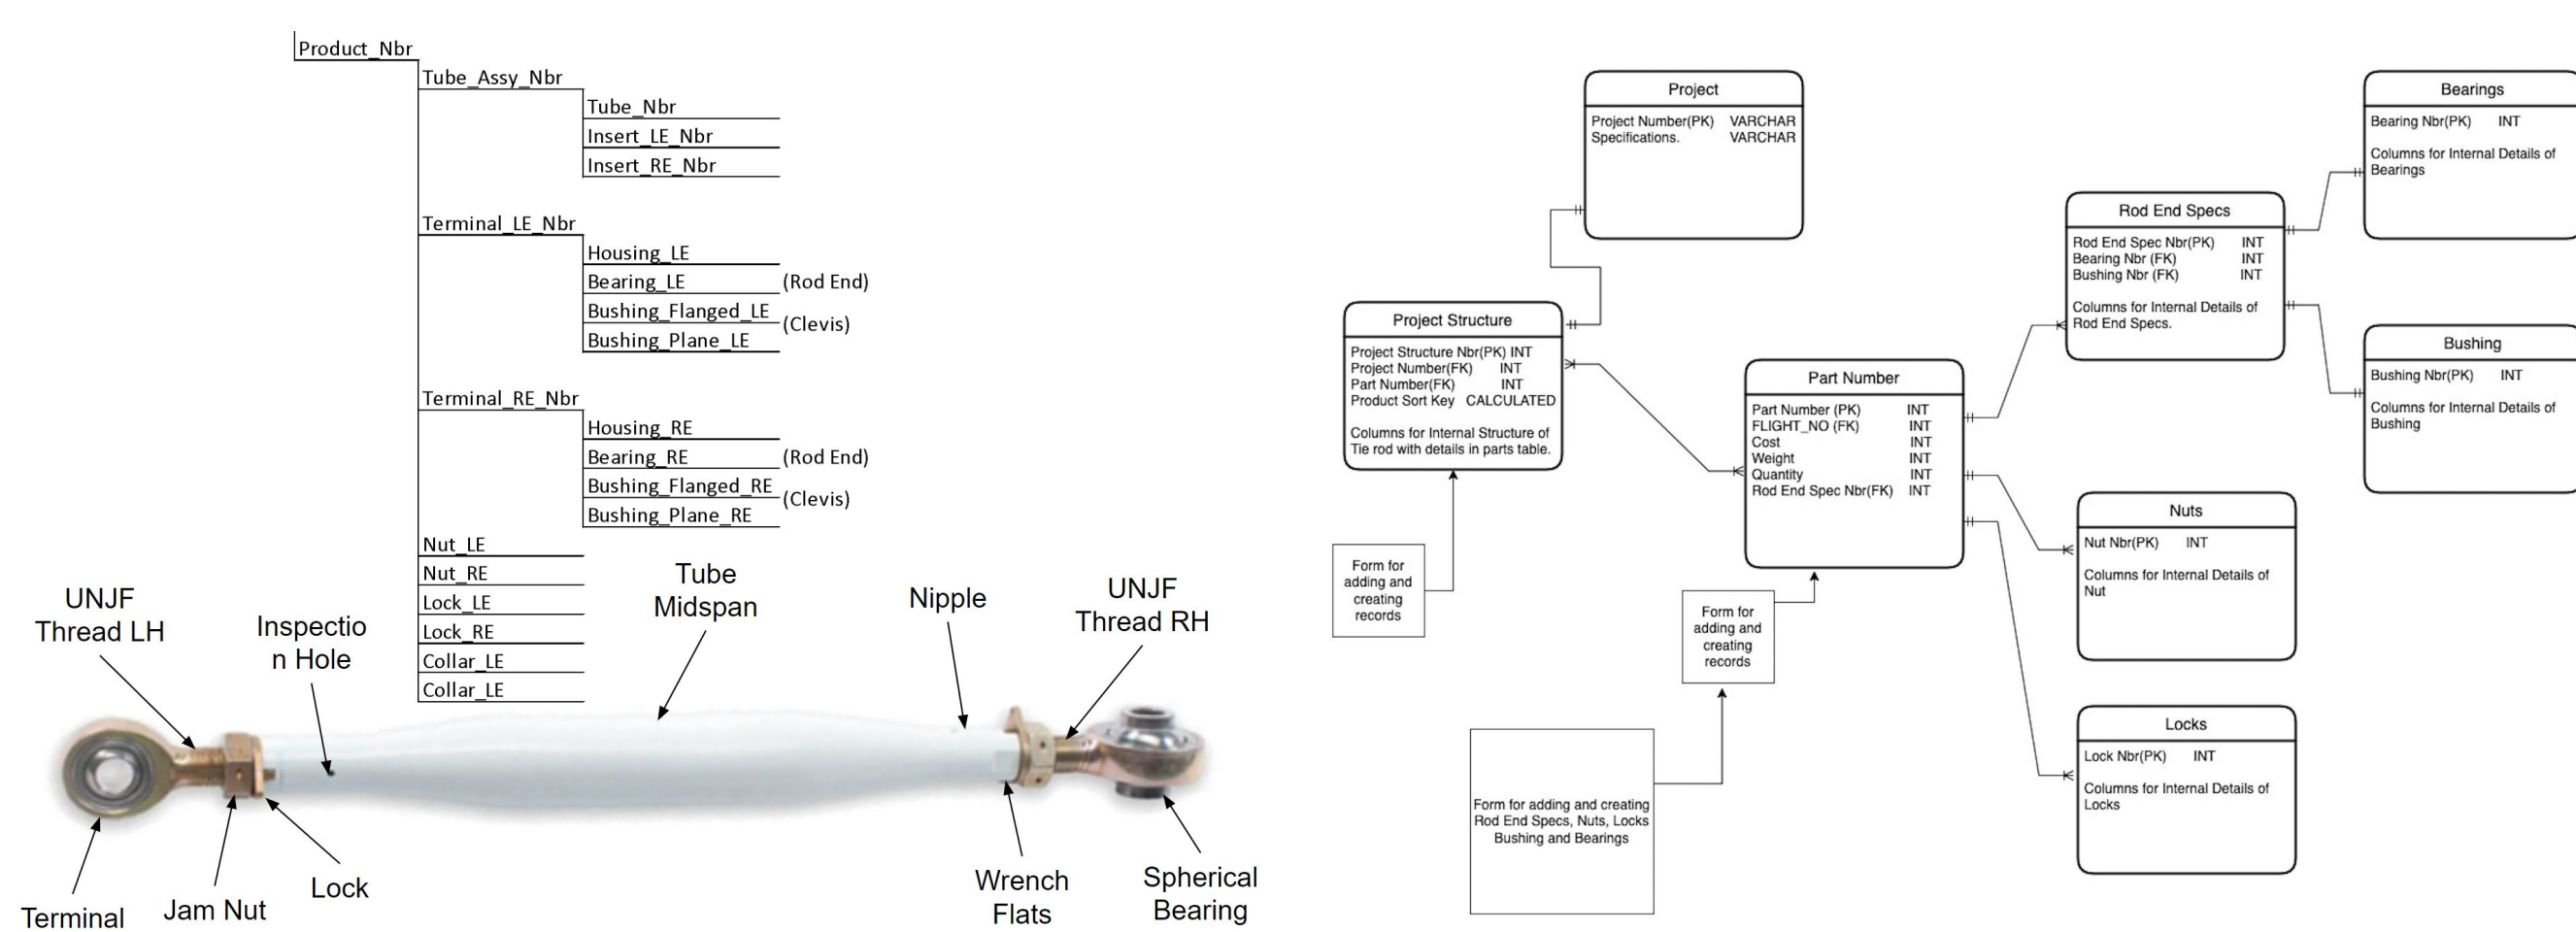 Product_Nbr
Tube_Assy_Nbr
Tube_Nbr
Insert_LE_Nbr
Insert_RE_Nbr
Terminal_LE_Nbr
Housing_LE
Bearing_LE (Rod End)
Bushing_Flanged_LE
(Clevis)
Bushing_Plane_LE
Terminal_RE_Nbr
Housing_RE
Bearing_RE (Rod End)
Bushing_Flanged_RE
(Clevis)
Bushing_Plane_RE
Nut_LE
Nut_RE
Lock_LE
Lock_RE
Collar_LE
Collar_LE
UNJF
Thread LH
Inspectio
n Hole
Tube
Midspan
Nipple
UNJF
Thread RH
Terminal
Jam Nut
Lock
Wrench
Flats
Spherical
Bearing
Project
Project Number(PK) VARCHAR
Specifications. VARCHAR
Project Structure
Project Structure Nbr(PK) INT
Project Number(FK) INT
Part Number(FK) INT
Product Sort Key CALCULATED
Columns for Internal Structure of
Tie rod with details in parts table.
Form for
adding and
creating
records
Part Number
Part Number (PK) INT
FLIGHT_NO (FK) INT
Cost INT
Weight INT
Quantity INT
Rod End Spec Nbr(FK) INT
Form for
adding and
creating
records
Form for adding and creating
Rod End Specs, Nuts, Locks
Bushing and Bearings
Rod End Specs
Rod End Spec Nbr(PK) INT
Bearing Nbr (FK) INT
Bushing Nbr (FK) INT
Columns for Internal Details of
Rod End Specs.
Bearings
Bearing Nbr(PK) INT
Columns for Internal Details of
Bearings
Bushing
Bushing Nbr(PK) INT
Columns for Internal Details of
Bushing
Nuts
Nut Nbr(PK) INT
Columns for Internal Details of
Nut
Locks
Lock Nbr(PK) INT
Columns for Internal Details of
Locks